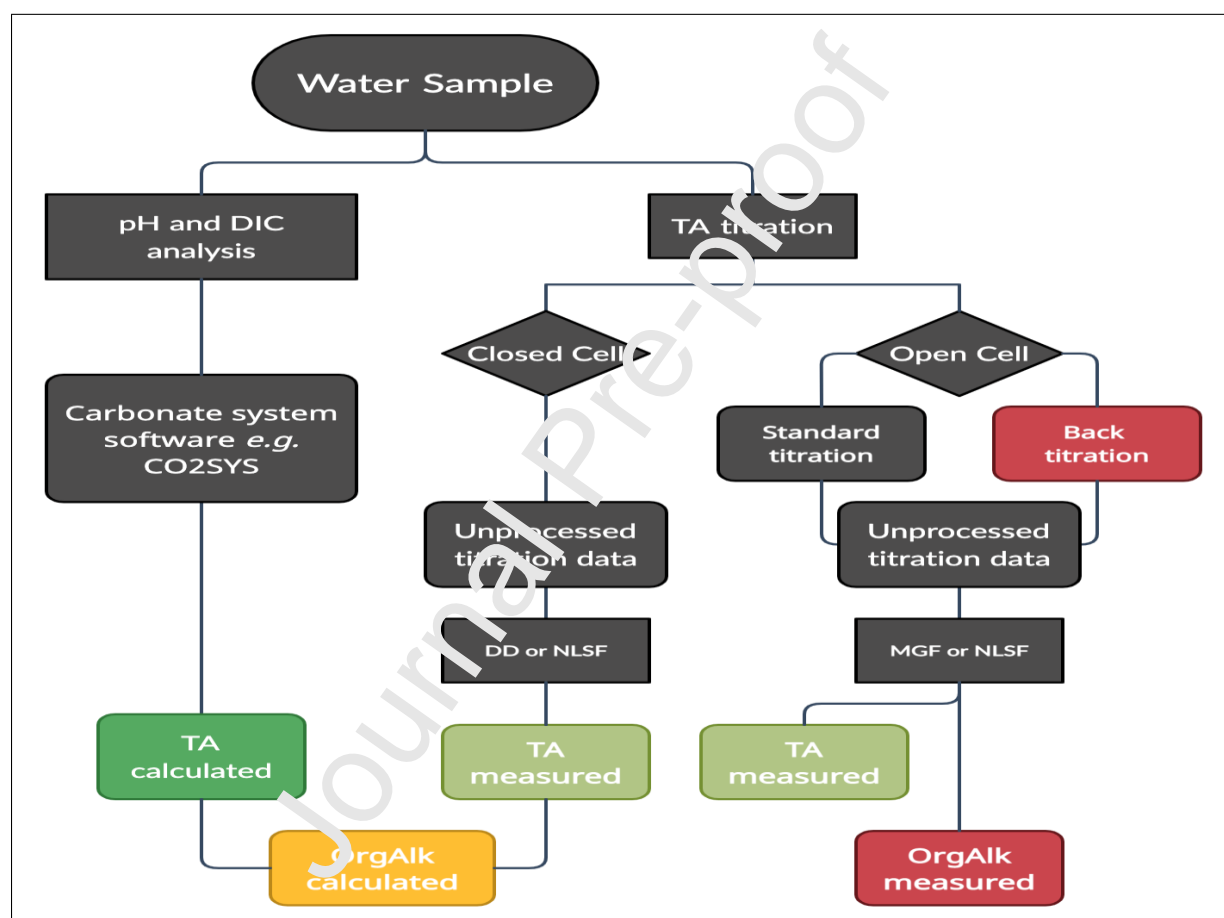 Water Sample
pH and DIC
analysis
TA titration
Closed Cell
Open Cell
Carbonate system
software e.g.
CO2SYS
Standard
titration
Back
titration
Unprocessed
titration data
Unprocessed
titration data
DD or NLSF
MGF or NLSF
TA
calculated
TA
measured
TA
measured
OrgAlk
calculated
OrgAlk
measured
Journal Pre-proof